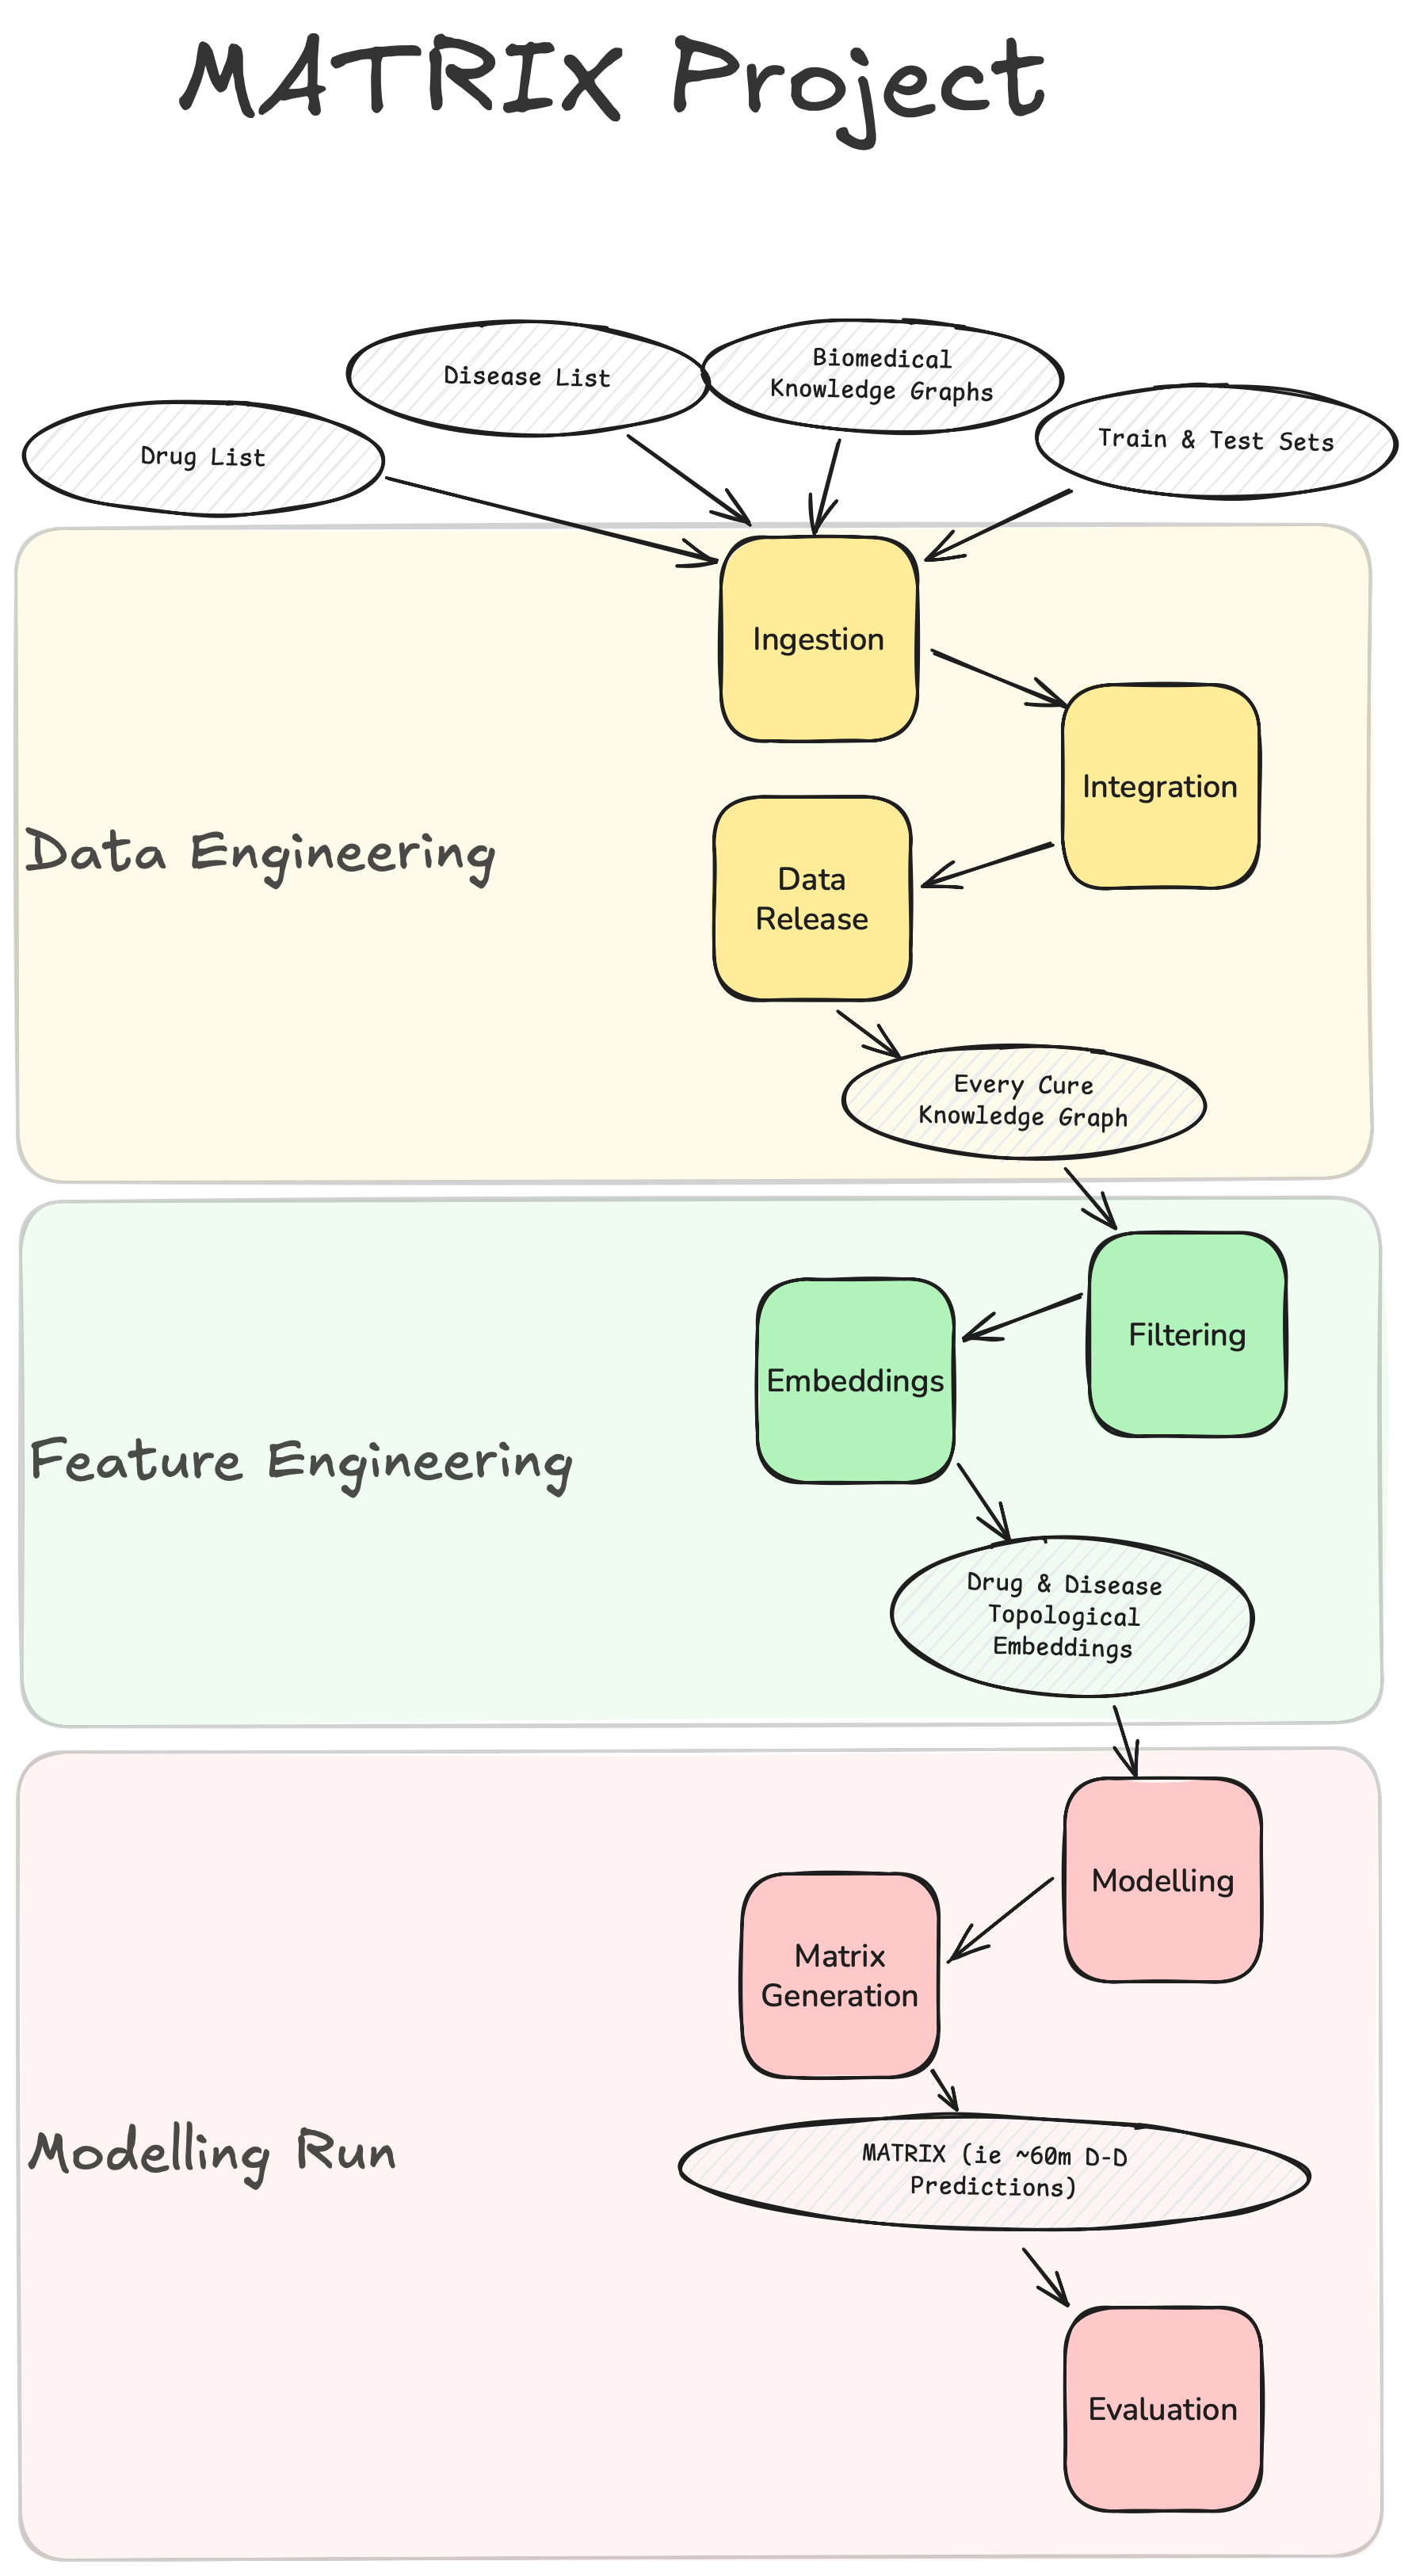 MATRIX Project
Disease List
Biomedical
Knowledge Graphs
Train & Test Sets
Drug List
Ingestion
Integration
Data Engineering
Data
Release
Every Cure
Knowledge Graph
Filtering
Embeddings
Feature Engineering
Drug & Disease
Topological
Embeddings
Modelling
Matrix
Generation
Modelling Run
MATRIX (ie ~60m D-D
Predictions)
Evaluation